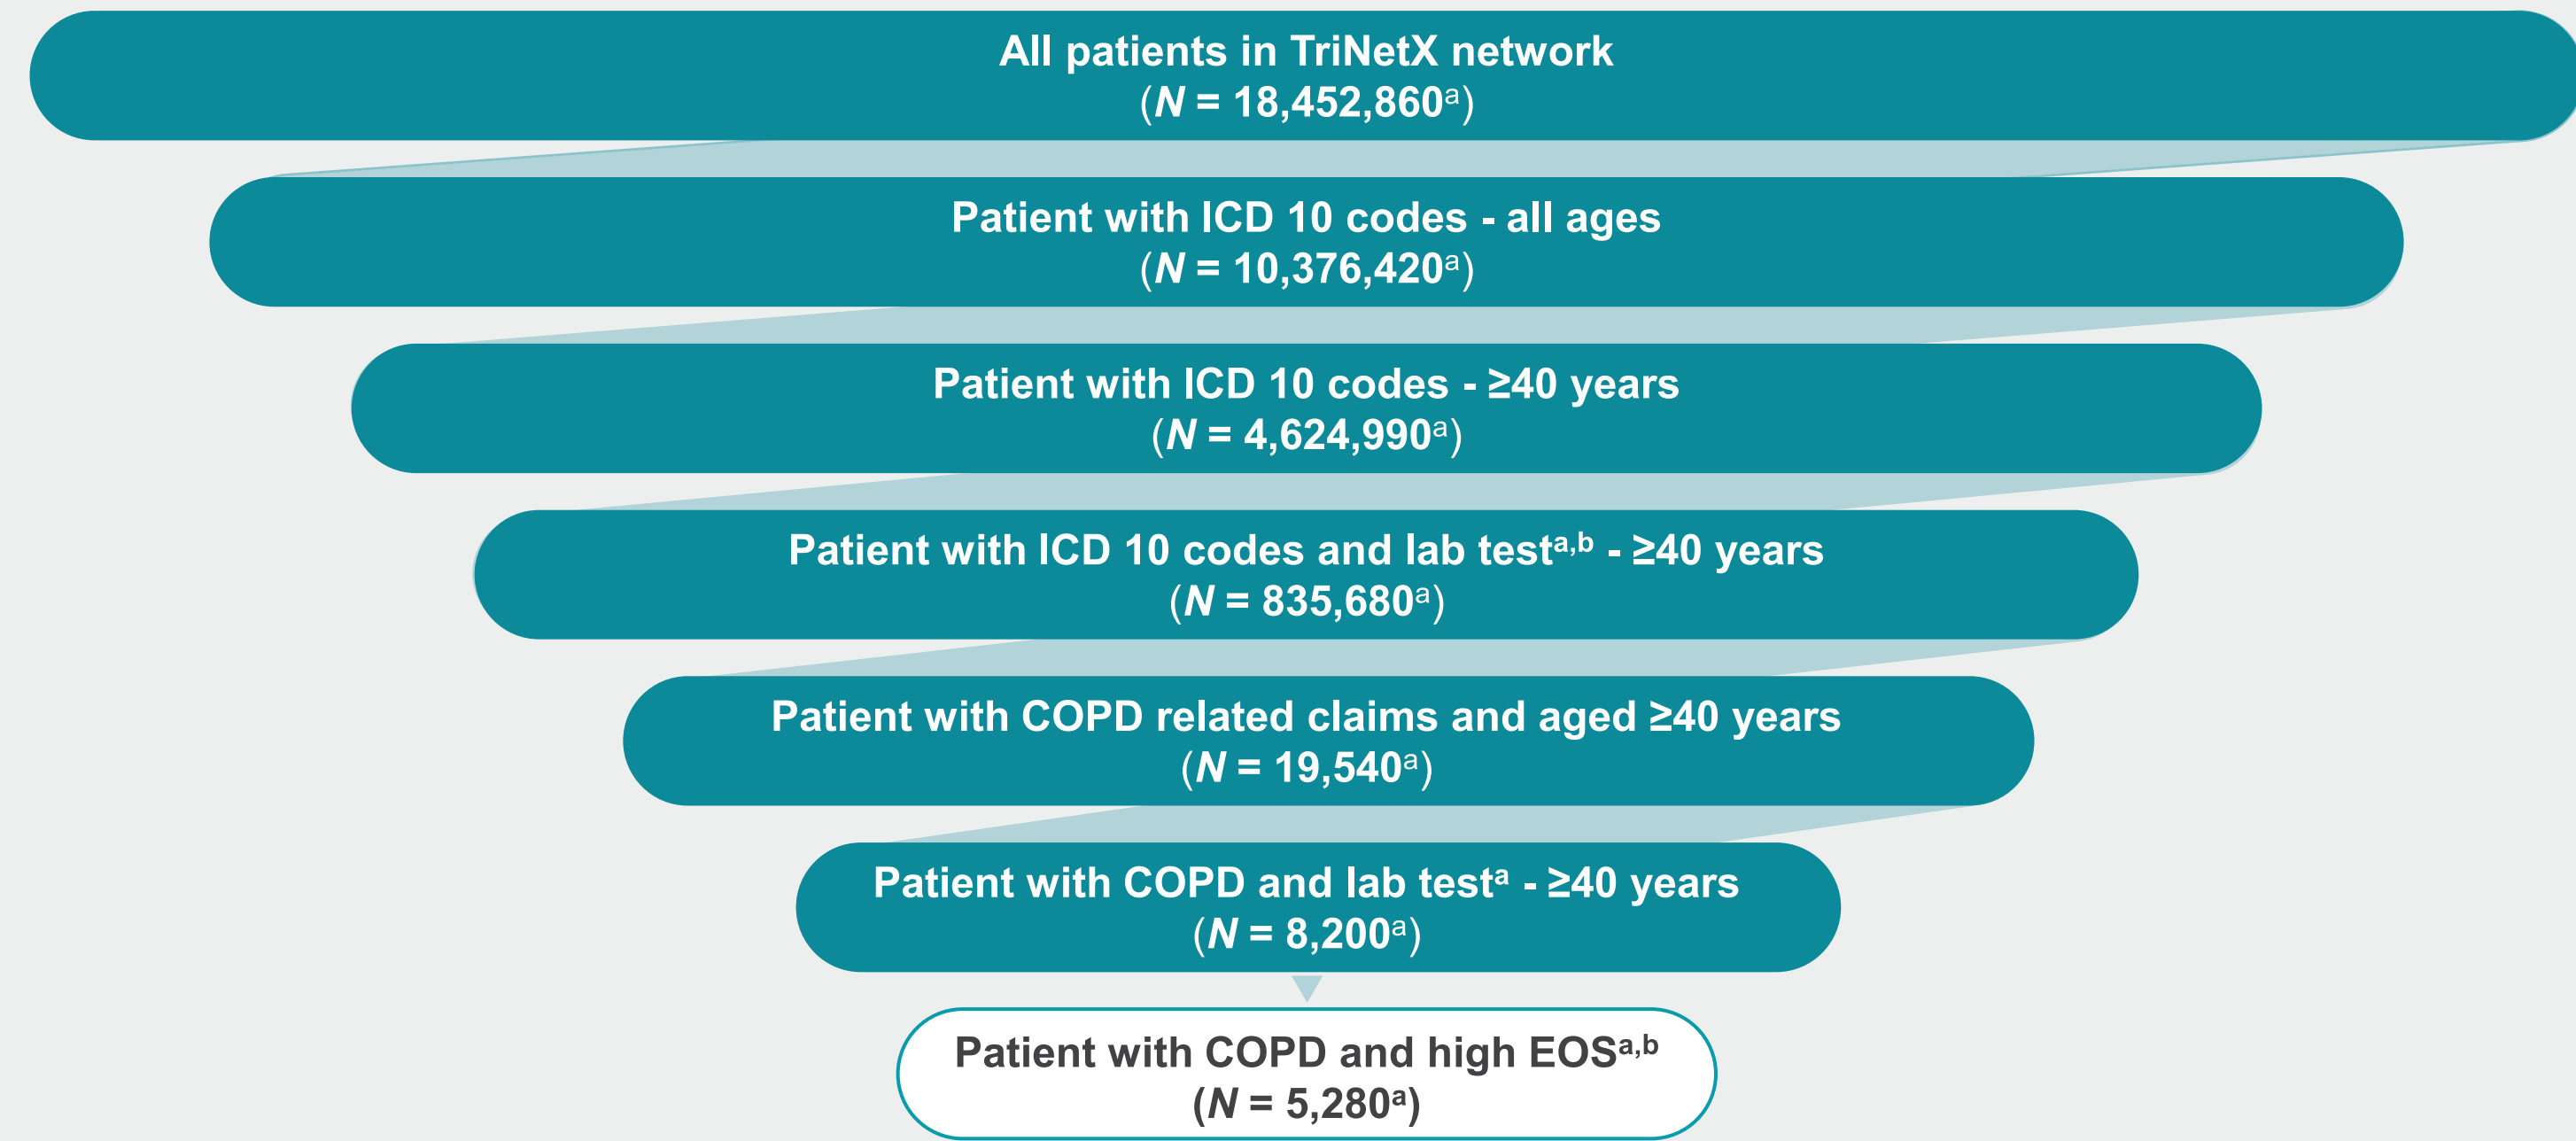 All patients in TriNetX network
(N = 18,452,860ᵃ)
Patient with ICD 10 codes - all ages
(N = 10,376,420ᵃ)
Patient with ICD 10 codes - ≥40 years
(N = 4,624,990ᵃ)
Patient with ICD 10 codes and lab testᵃ,ᵇ - ≥40 years
(N = 835,680ᵃ)
Patient with COPD related claims and aged ≥40 years
(N = 19,540ᵃ)
Patient with COPD and lab testᵃ - ≥40 years
(N = 8,200ᵃ)
Patient with COPD and high EOSᵃ,ᵇ
(N = 5,280ᵃ)